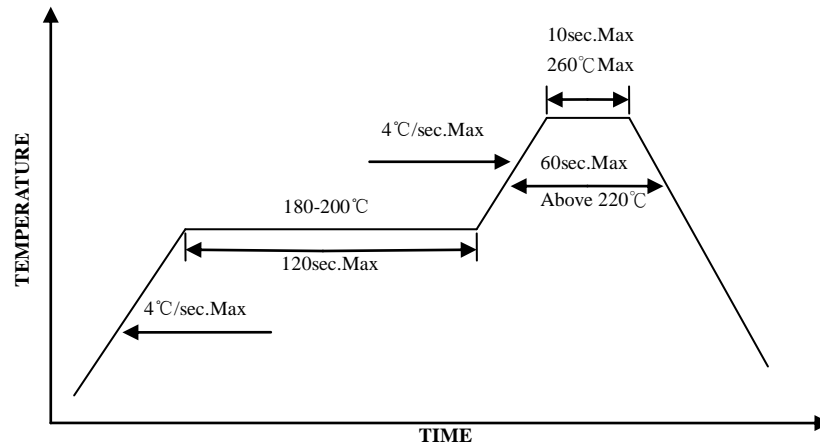 10sec.Max
260℃Max
4℃/sec.Max
60sec.Max
Above 220℃
180-200℃
120sec.Max
4℃/sec.Max
TEMPERATURE
TIME